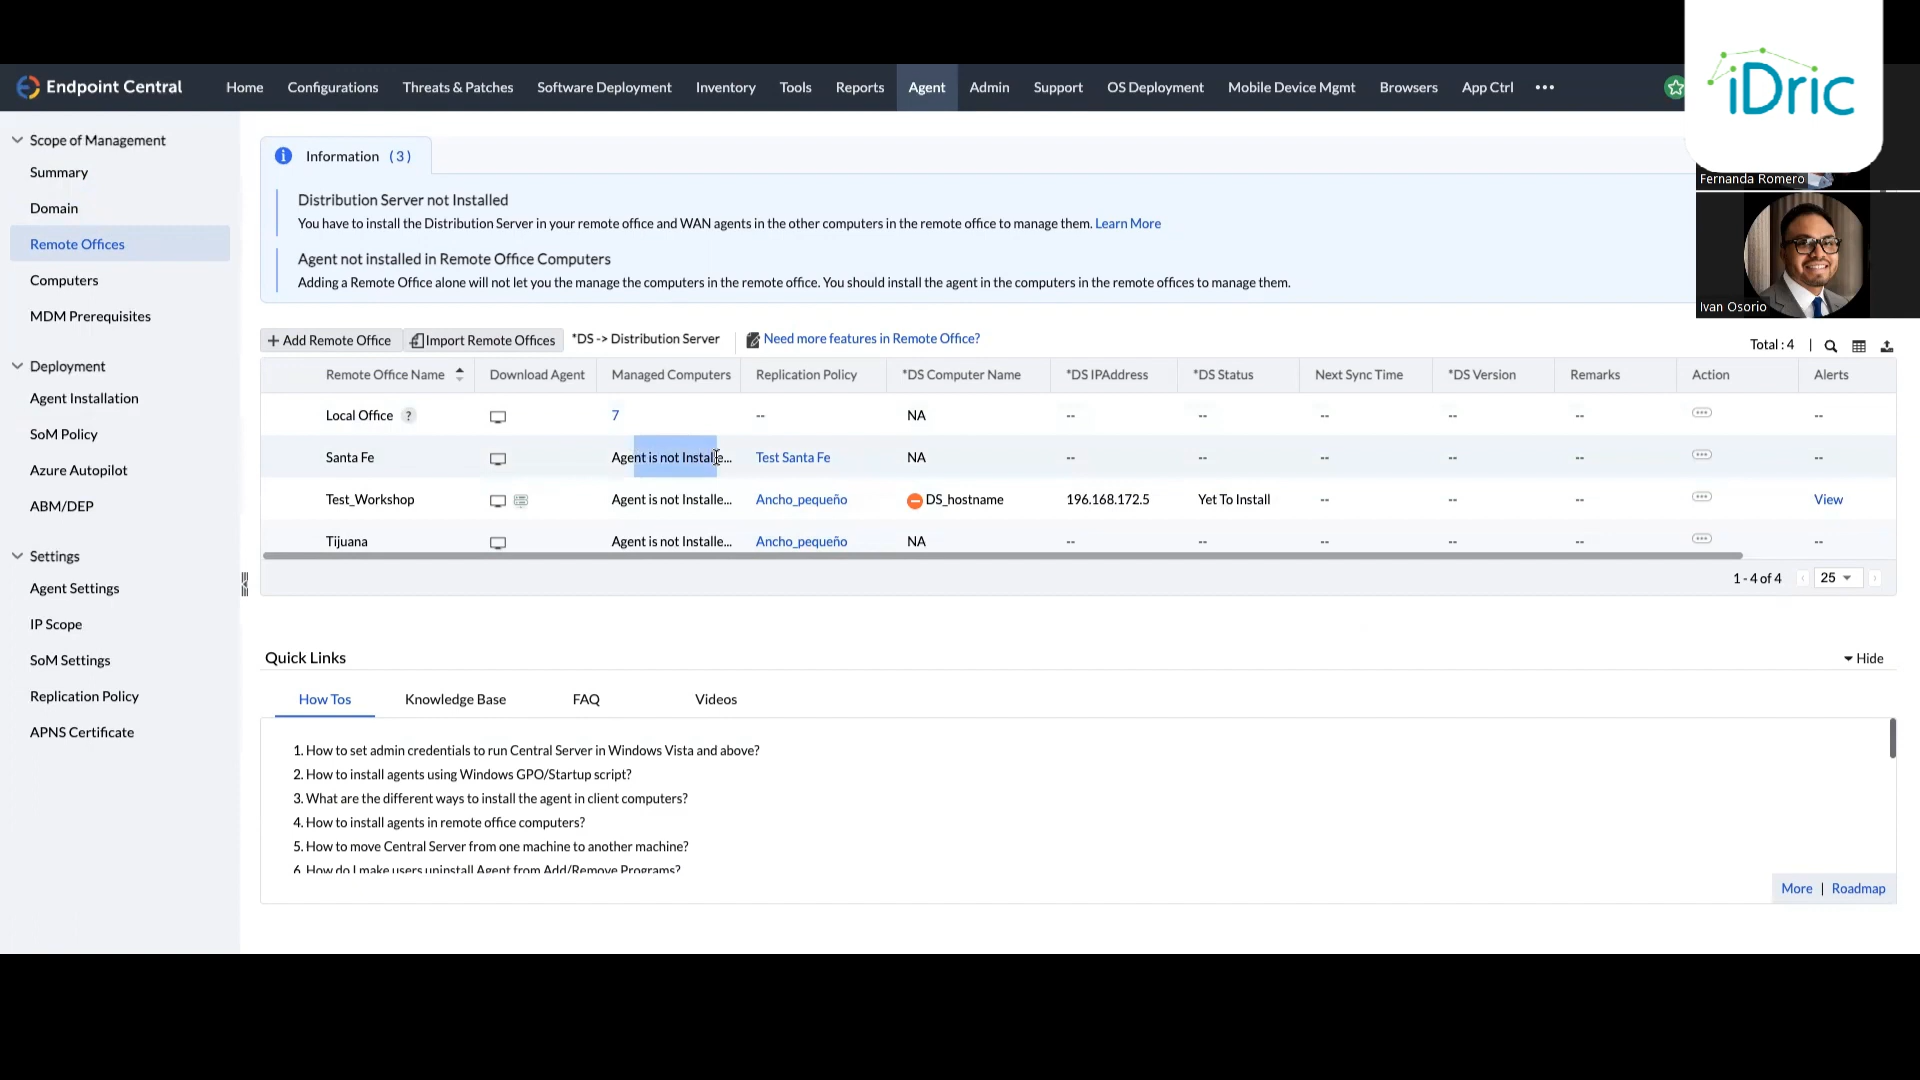 iDric
Endpoint Central
Home Configurations Threats & Patches Software Deployment Inventory Tools Reports Agent Admin Support OS Deployment Mobile Device Mgmt Browsers App Ctrl •••
Fernanda Romero
Ivan Osorio
Scope of Management
Summary
Domain
Remote Offices
Computers
MDM Prerequisites
Deployment
Agent Installation
SoM Policy
Azure Autopilot
ABM/DEP
Settings
Agent Settings
IP Scope
SoM Settings
Replication Policy
APNS Certificate
Information (3)
Distribution Server not Installed
You have to install the Distribution Server in your remote office and WAN agents in the other computers in the remote office to manage them. Learn More
Agent not installed in Remote Office Computers
Adding a Remote Office alone will not let you the manage the computers in the remote office. You should install the agent in the computers in the remote offices to manage them.
+ Add Remote Office Import Remote Offices *DS -> Distribution Server Need more features in Remote Office? Total : 4 |
Remote Office Name Download Agent Managed Computers Replication Policy *DS Computer Name *DS IPAddress *DS Status Next Sync Time *DS Version Remarks Action Alerts
Local Office ? 7 -- NA -- -- -- -- -- --
Santa Fe Agent is not Installe... Test Santa Fe NA -- -- -- -- -- --
Test_Workshop Agent is not Installe... Ancho_pequeño DS_hostname 196.168.172.5 Yet To Install -- -- -- View
Tijuana Agent is not Installe... Ancho_pequeño NA -- -- -- -- -- --
1 - 4 of 4 25
Quick Links Hide
How Tos Knowledge Base FAQ Videos
1. How to set admin credentials to run Central Server in Windows Vista and above?
2. How to install agents using Windows GPO/Startup script?
3. What are the different ways to install the agent in client computers?
4. How to install agents in remote office computers?
5. How to move Central Server from one machine to another machine?
6. How do I make users uninstall Agent from Add/Remove Programs?
More | Roadmap